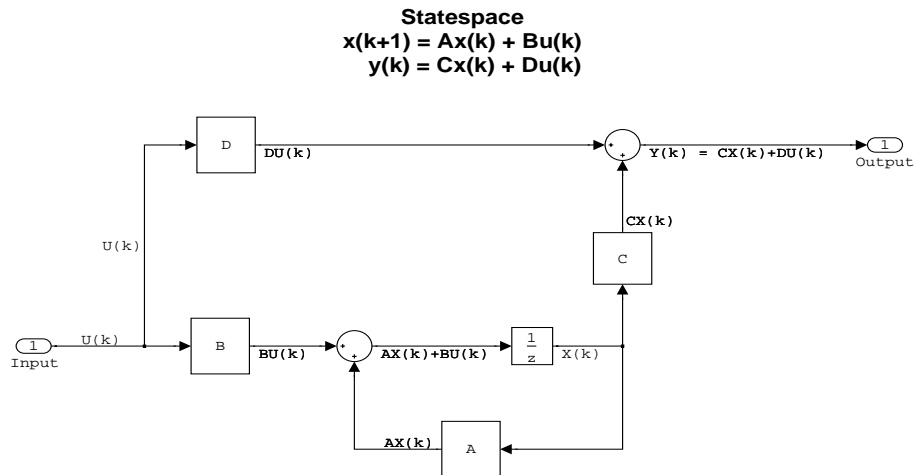 Statespace
x(k+1) = Ax(k) + Bu(k)
y(k) = Cx(k) + Du(k)
D
DU(k)
Y(k) = CX(k)+DU(k)
1
Output
CX(k)
U(k)
C
1
Input
U(k)
B
BU(k)
AX(k)+BU(k)
1
z
X(k)
AX(k)
A